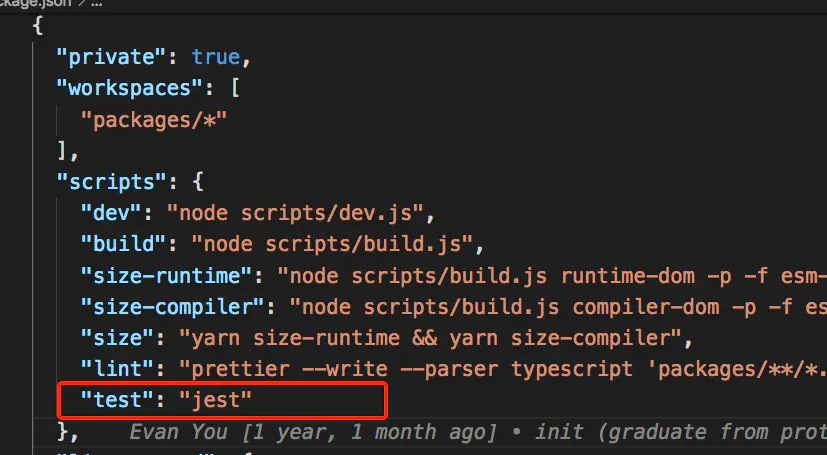 ckage.json > ...
{
"private": true,
"workspaces": [
"packages/*"
],
"scripts": {
"dev": "node scripts/dev.js",
"build": "node scripts/build.js",
"size-runtime": "node scripts/build.js runtime-dom -p -f esm-
"size-compiler": "node scripts/build.js compiler-dom -p -f es
"size": "yarn size-runtime && yarn size-compiler",
"lint": "prettier --write --parser typescript 'packages/**/*.
"test": "jest"
}, Evan You [1 year, 1 month ago] • init (graduate from prot